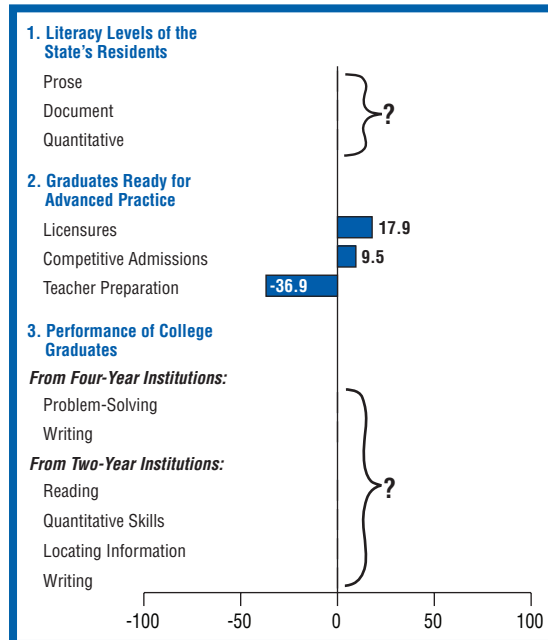 1. Literacy Levels of the
State's Residents
Prose
Document
Quantitative
?
2. Graduates Ready for
Advanced Practice
Licensures 17.9
Competitive Admissions 9.5
Teacher Preparation -36.9
3. Performance of College
Graduates
From Four-Year Institutions:
Problem-Solving
Writing
From Two-Year Institutions:
Reading
?
Quantitative Skills
Locating Information
Writing
-100 -50 0 50 100